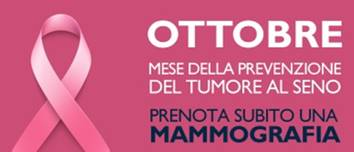 OTTOBRE
MESE DELLA PREVENZIONE
DEL TUMORE AL SENO
PRENOTA SUBITO UNA
MAMMOGRAFIA